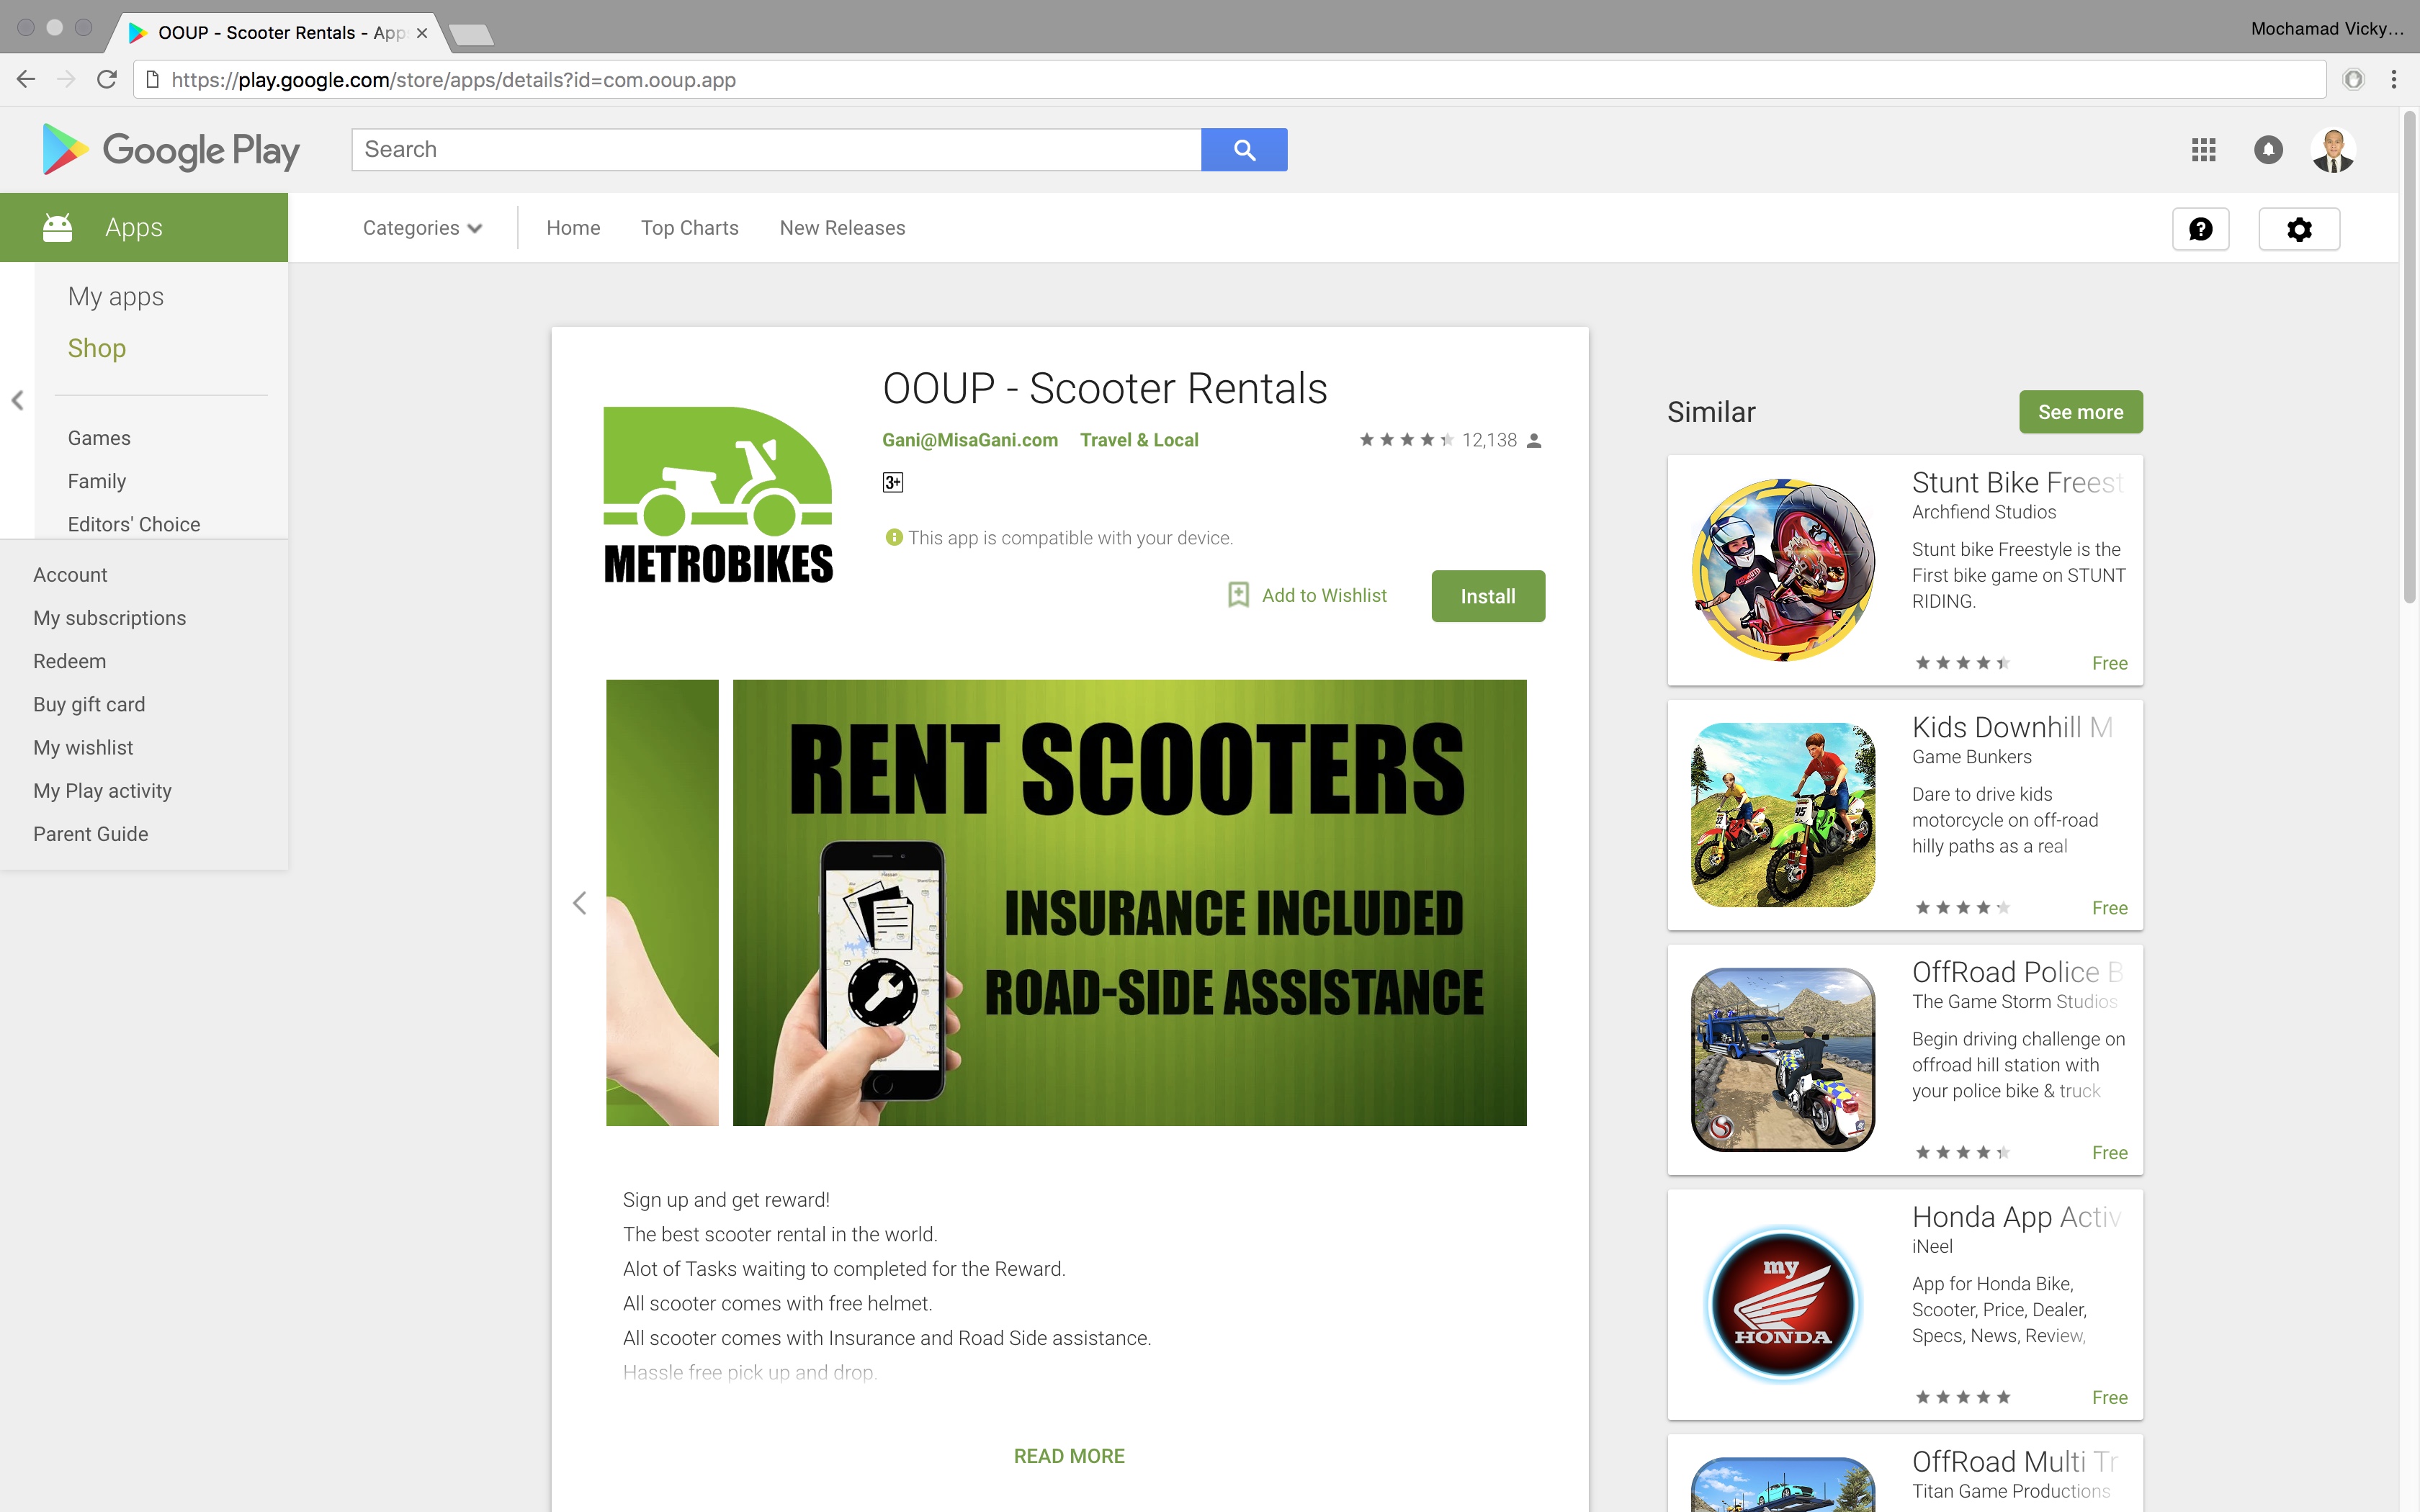 OOUP - Scooter Rentals - App
Mochamad Vicky...
https://play.google.com/store/apps/details?id=com.ooup.app
Google Play
Search
Apps
Categories
Home
Top Charts
New Releases
My apps
Shop
Games
Family
Editors' Choice
Account
My subscriptions
Redeem
Buy gift card
My wishlist
My Play activity
Parent Guide
METROBIKES
OOUP - Scooter Rentals
Gani@MisaGani.com Travel & Local
12,138
3+
This app is compatible with your device.
Add to Wishlist
Install
RENT SCOOTERS
INSURANCE INCLUDED
ROAD-SIDE ASSISTANCE
Sign up and get reward!
The best scooter rental in the world.
Alot of Tasks waiting to completed for the Reward.
All scooter comes with free helmet.
All scooter comes with Insurance and Road Side assistance.
Hassle free pick up and drop.
READ MORE
Similar
See more
Stunt Bike Freest
Archfiend Studios
Stunt bike Freestyle is the
First bike game on STUNT
RIDING.
Free
Kids Downhill M
Game Bunkers
Dare to drive kids
motorcycle on off-road
hilly paths as a real
45
Free
OffRoad Police B
The Game Storm Studios
Begin driving challenge on
offroad hill station with
your police bike & truck
Free
my
HONDA
Honda App Activ
iNeel
App for Honda Bike,
Scooter, Price, Dealer,
Specs, News, Review,
Free
OffRoad Multi Tr
Titan Game Productions